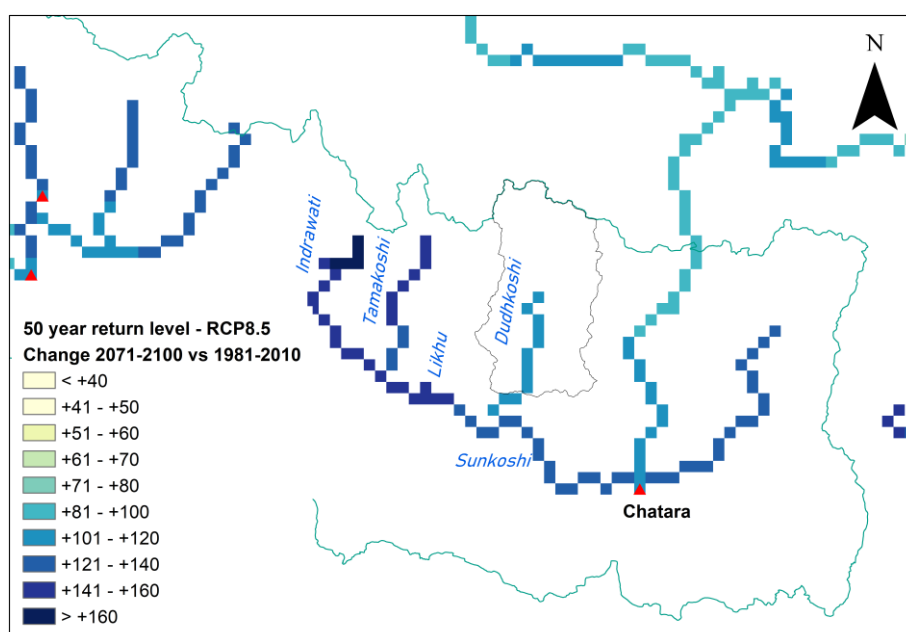 N
Indrawati
Tamakoshi
Likhu
Dudhkoshi
Sunkoshi
Chatara
50 year return level - RCP8.5
Change 2071-2100 vs 1981-2010
< +40
+41 - +50
+51 - +60
+61 - +70
+71 - +80
+81 - +100
+101 - +120
+121 - +140
+141 - +160
> +160